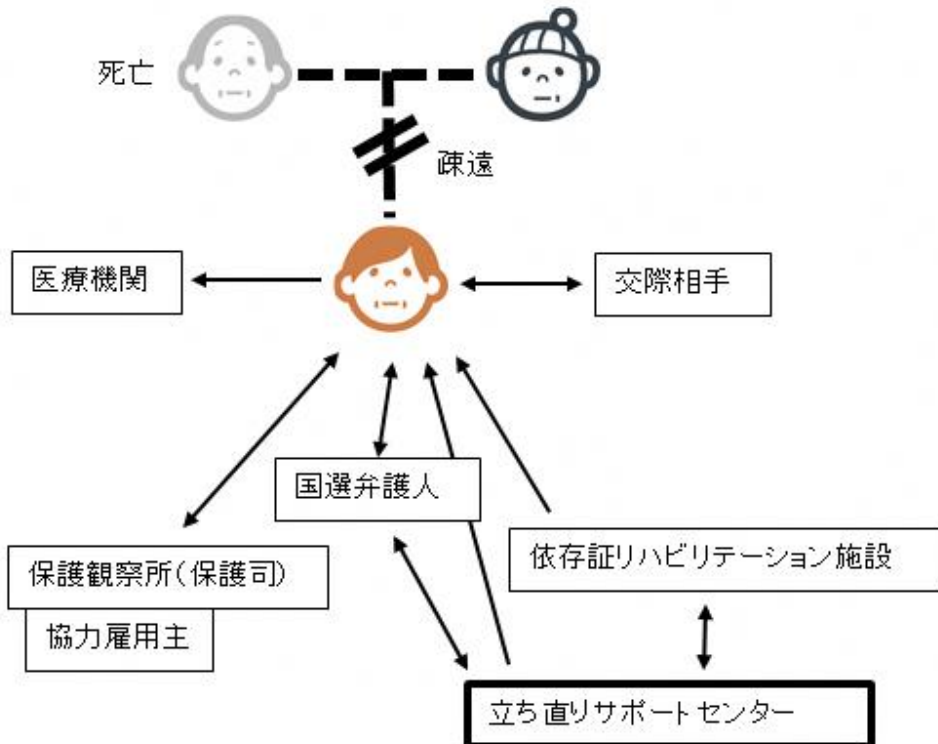 死亡
疎遠
医療機関
交際相手
国選弁護人
依存証リハビリテーション施設
保護観察所(保護司)
協力雇用主
立ち直りサポートセンター